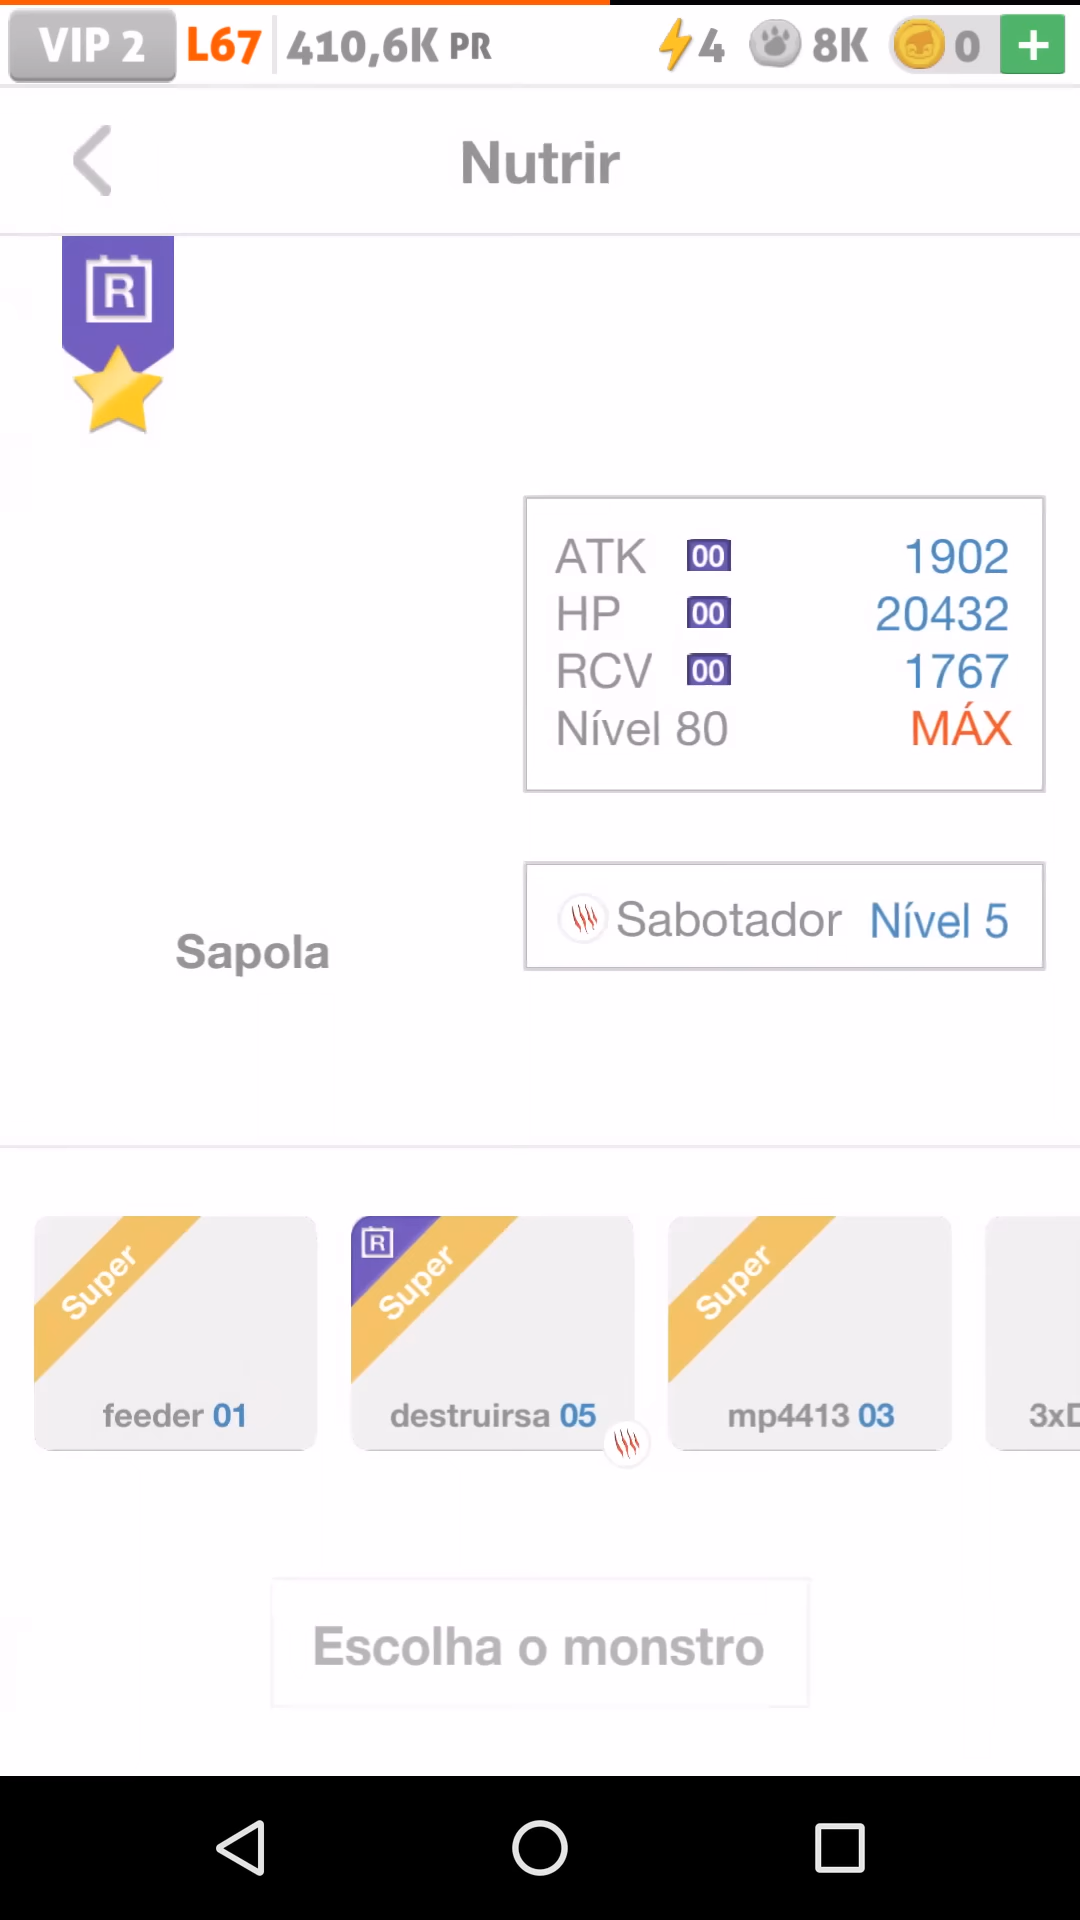 VIP 2 L67 410,6K PR 4 8K 0 +
Nutrir
R
ATK 00 1902
HP 00 20432
RCV 00 1767
Nível 80 MÁX
Sabotador Nível 5
Sapola
Super R Super Super
feeder 01 destruirsa 05 mp4413 03 3xD
Escolha o monstro